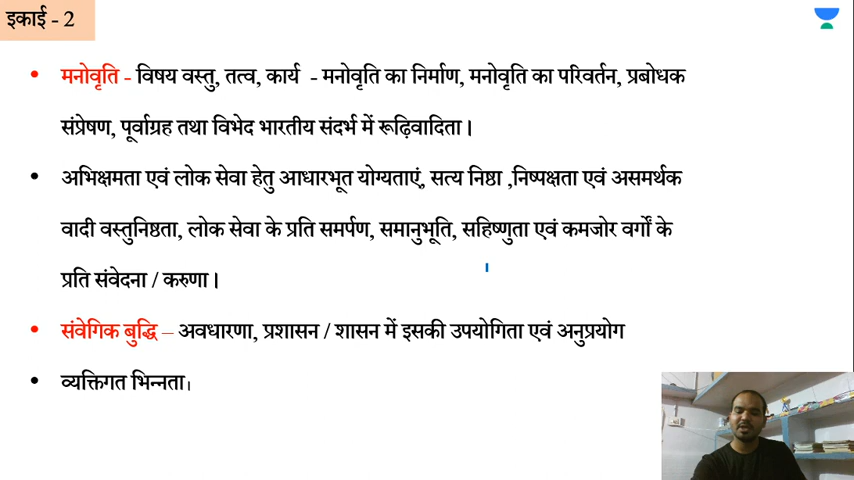 इकाई - 2
• मनोवृति - विषय वस्तु, तत्व, कार्य - मनोवृति का निर्माण, मनोवृति का परिवर्तन, प्रबोधक
संप्रेषण, पूर्वाग्रह तथा विभेद भारतीय संदर्भ में रूढ़िवादिता।
• अभिक्षमता एवं लोक सेवा हेतु आधारभूत योग्यताएं, सत्य निष्ठा ,निष्पक्षता एवं असमर्थक
वादी वस्तुनिष्ठता, लोक सेवा के प्रति समर्पण, समानुभूति, सहिष्णुता एवं कमजोर वर्गों के
प्रति संवेदना / करुणा।
• संवेगिक बुद्धि – अवधारणा, प्रशासन / शासन में इसकी उपयोगिता एवं अनुप्रयोग
• व्यक्तिगत भिन्नता।